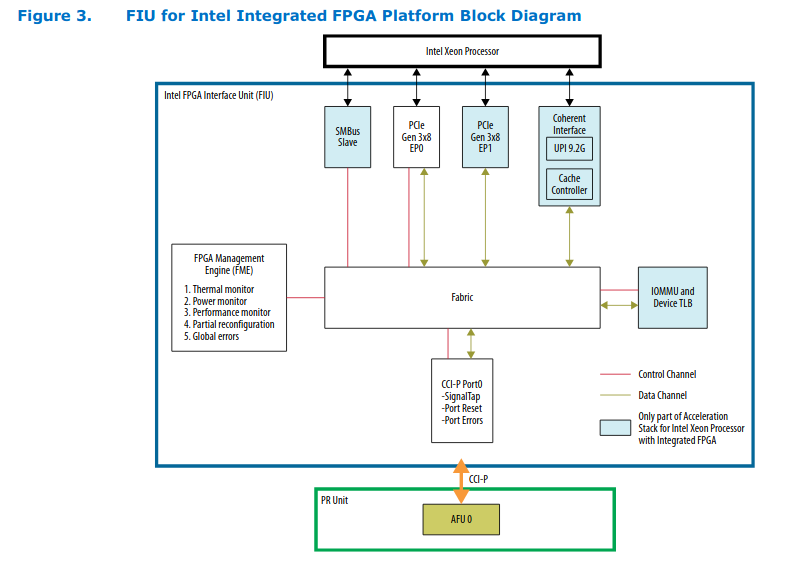 Figure 3. FIU for Intel Integrated FPGA Platform Block Diagram
Intel Xeon Processor
Intel FPGA Interface Unit (FIU)
SMBus
Slave
PCIe
Gen 3x8
EP0
PCIe
Gen 3x8
EP1
Coherent
Interface
UPI 9.2G
Cache
Controller
FPGA Management
Engine (FME)
1. Thermal monitor
2. Power monitor
3. Performance monitor
4. Partial reconfiguration
5. Global errors
Fabric
IOMMU and
Device TLB
CCI-P Port0
-SignalTap
-Port Reset
-Port Errors
Control Channel
Data Channel
Only part of Acceleration
Stack for Intel Xeon Processor
with Integrated FPGA
CCI-P
PR Unit
AFU 0